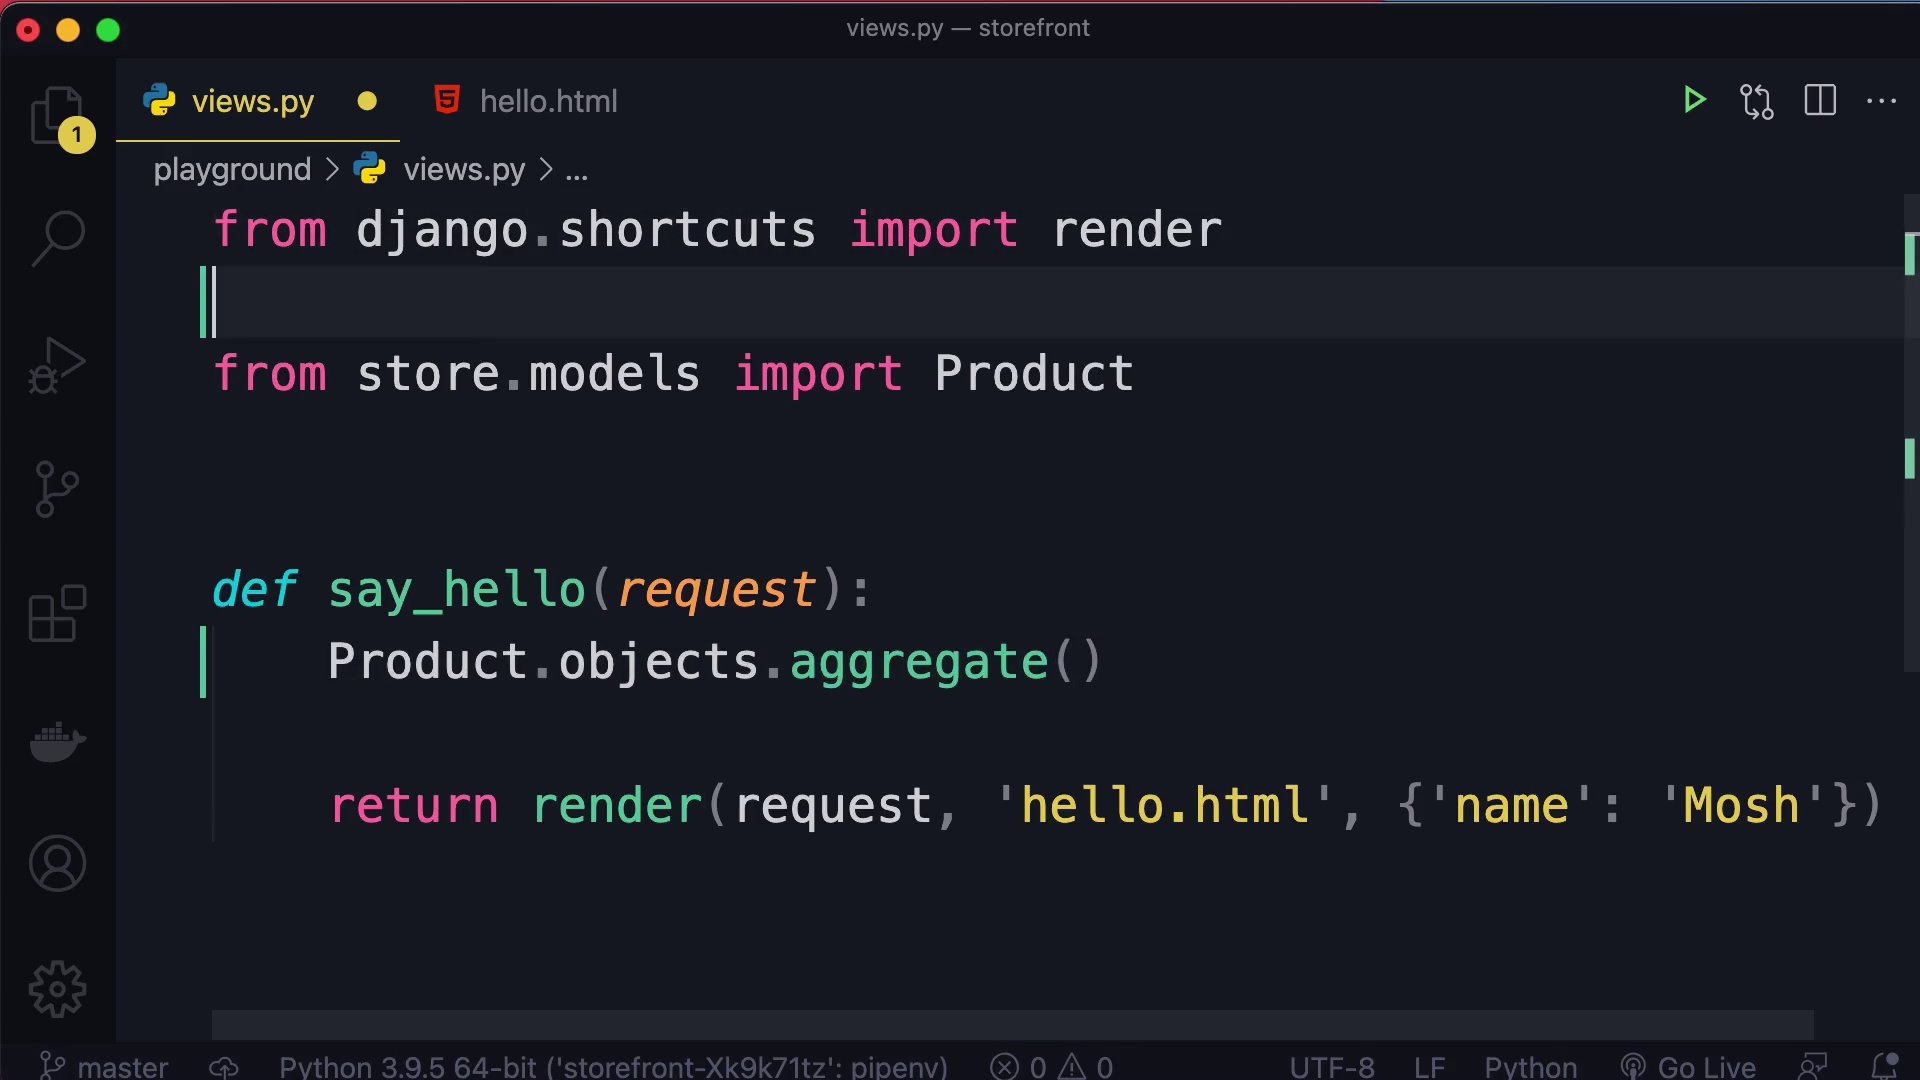 views.py — storefront
views.py
hello.html
1
playground > views.py > ...
from django.shortcuts import render
from store.models import Product
def say_hello(request):
    Product.objects.aggregate()
    return render(request, 'hello.html', {'name': 'Mosh'})
master Python 3.9.5 64-bit ('storefront-Xk9k71tz': pipenv) 0 0 UTF-8 LF Python Go Live